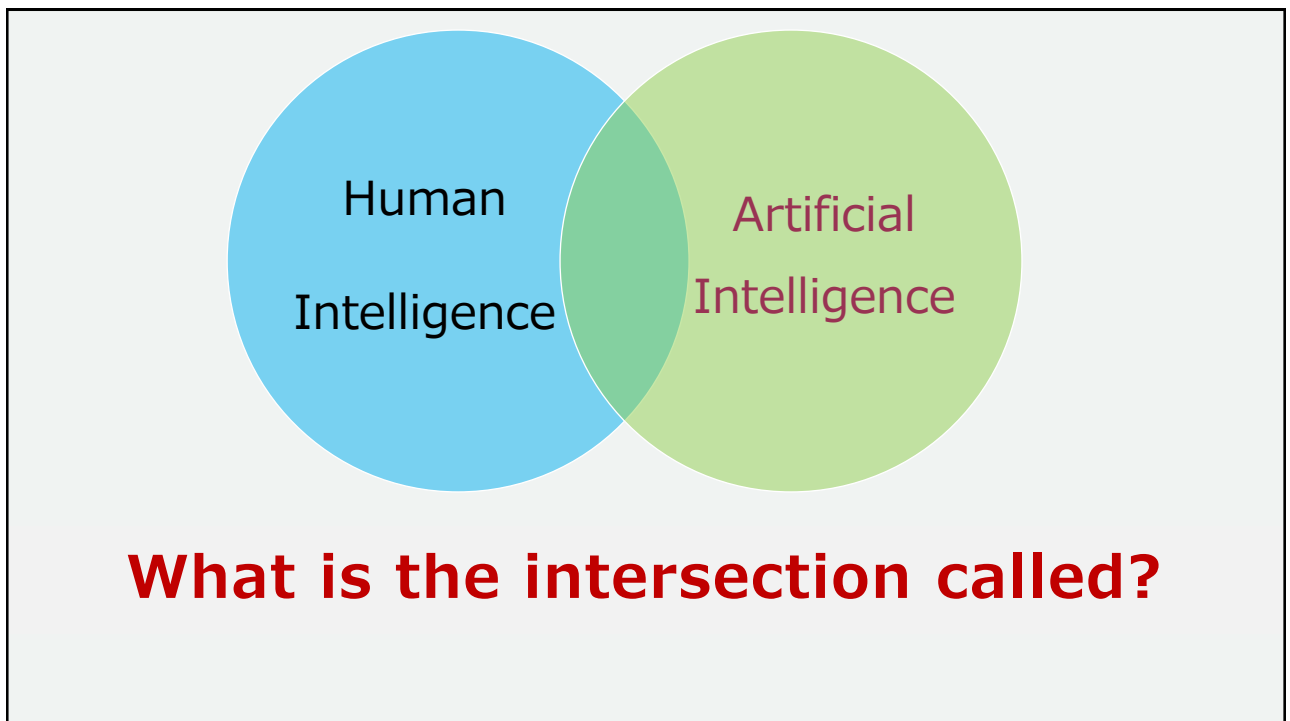 Human
Intelligence
Artificial
Intelligence
What is the intersection called?